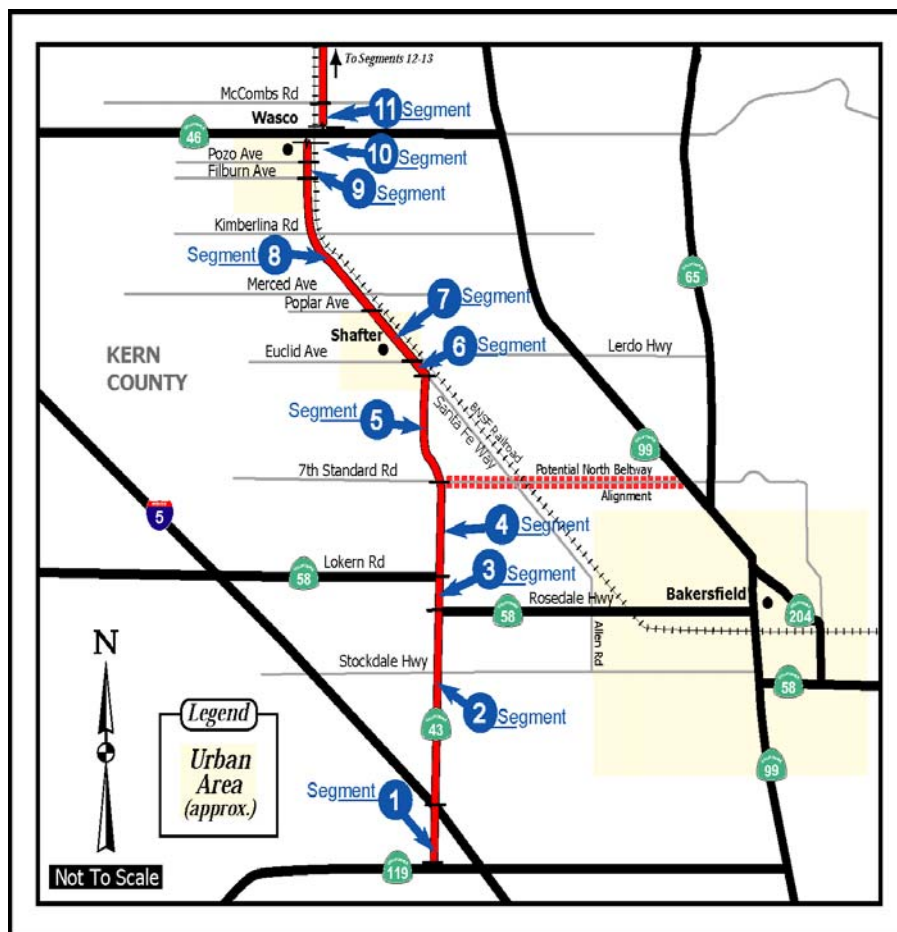 To Segments 12-13
McCombs Rd
Wasco
11
Segment
46
10
Segment
Pozo Ave
Filburn Ave
9
Segment
Kimberlina Rd
Segment
8
65
Merced Ave
7
Segment
Poplar Ave
Shafter
6
Segment
Lerdo Hwy
Euclid Ave
KERN
COUNTY
Segment
5
BNSF Railroad
Santa Fe Way
99
7th Standard Rd
Potential North Beltway
Alignment
5
4
Segment
Lokern Rd
58
3
Segment
Rosedale Hwy
58
Bakersfield
204
Allen Rd
Stockdale Hwy
58
N
2
Segment
43
Legend
Urban
Area
(approx.)
99
Segment
1
119
Not To Scale